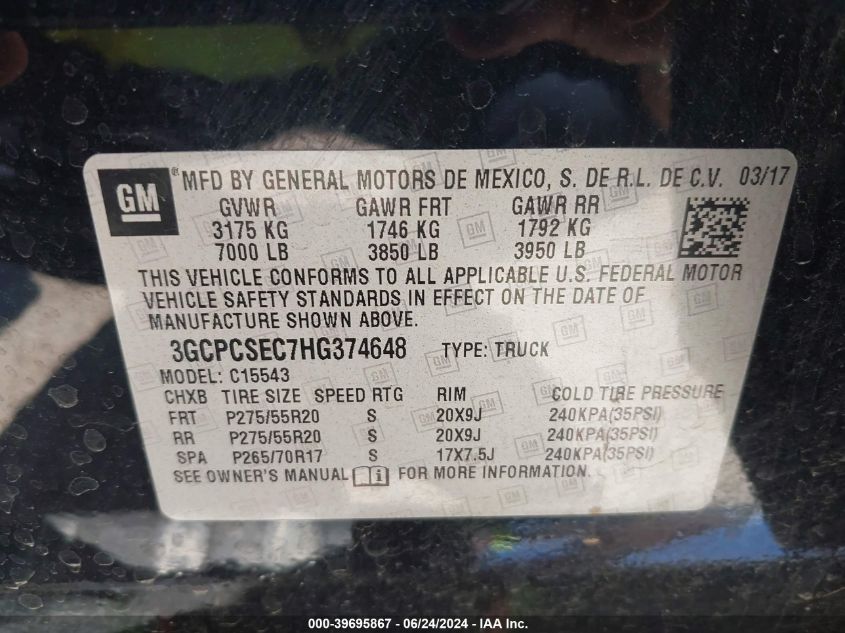 GM ® MFD BY GENERAL MOTORS DE MEXICO, S. DE R.L. DE C.V. 03/17
GVWR GAWR FRT GAWR RR
3175 KG 1746 KG 1792 KG
7000 LB 3850 LB 3950 LB
THIS VEHICLE CONFORMS TO ALL APPLICABLE U.S. FEDERAL MOTOR
VEHICLE SAFETY STANDARDS IN EFFECT ON THE DATE OF
MANUFACTURE SHOWN ABOVE.
3GCPCSEC7HG374648 TYPE: TRUCK
MODEL: C15543
CHXB TIRE SIZE SPEED RTG RIM COLD TIRE PRESSURE
FRT P275/55R20 S 20X9J 240KPA(35PSI)
RR P275/55R20 S 20X9J 240KPA(35PSI)
SPA P265/70R17 S 17X7.5J 240KPA(35PSI)
SEE OWNER'S MANUAL FOR MORE INFORMATION.
000-39695867 - 06/24/2024 - IAA Inc.